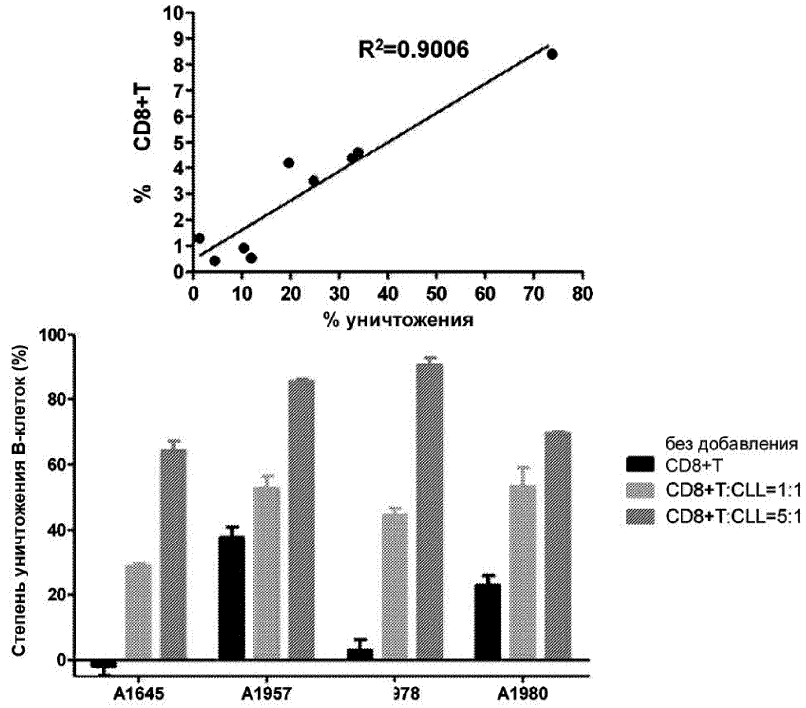 R²=0.9006
% CD8+T
10
9
8
7
6
5
4
3
2
1
0
0 10 20 30 40 50 60 70 80
% уничтожения
Степень уничтожения В-клеток (%)
100
80
60
40
20
0
A1645 A1957 978 A1980
без добавления
CD8+T
CD8+T:CLL=1:1
CD8+T:CLL=5:1